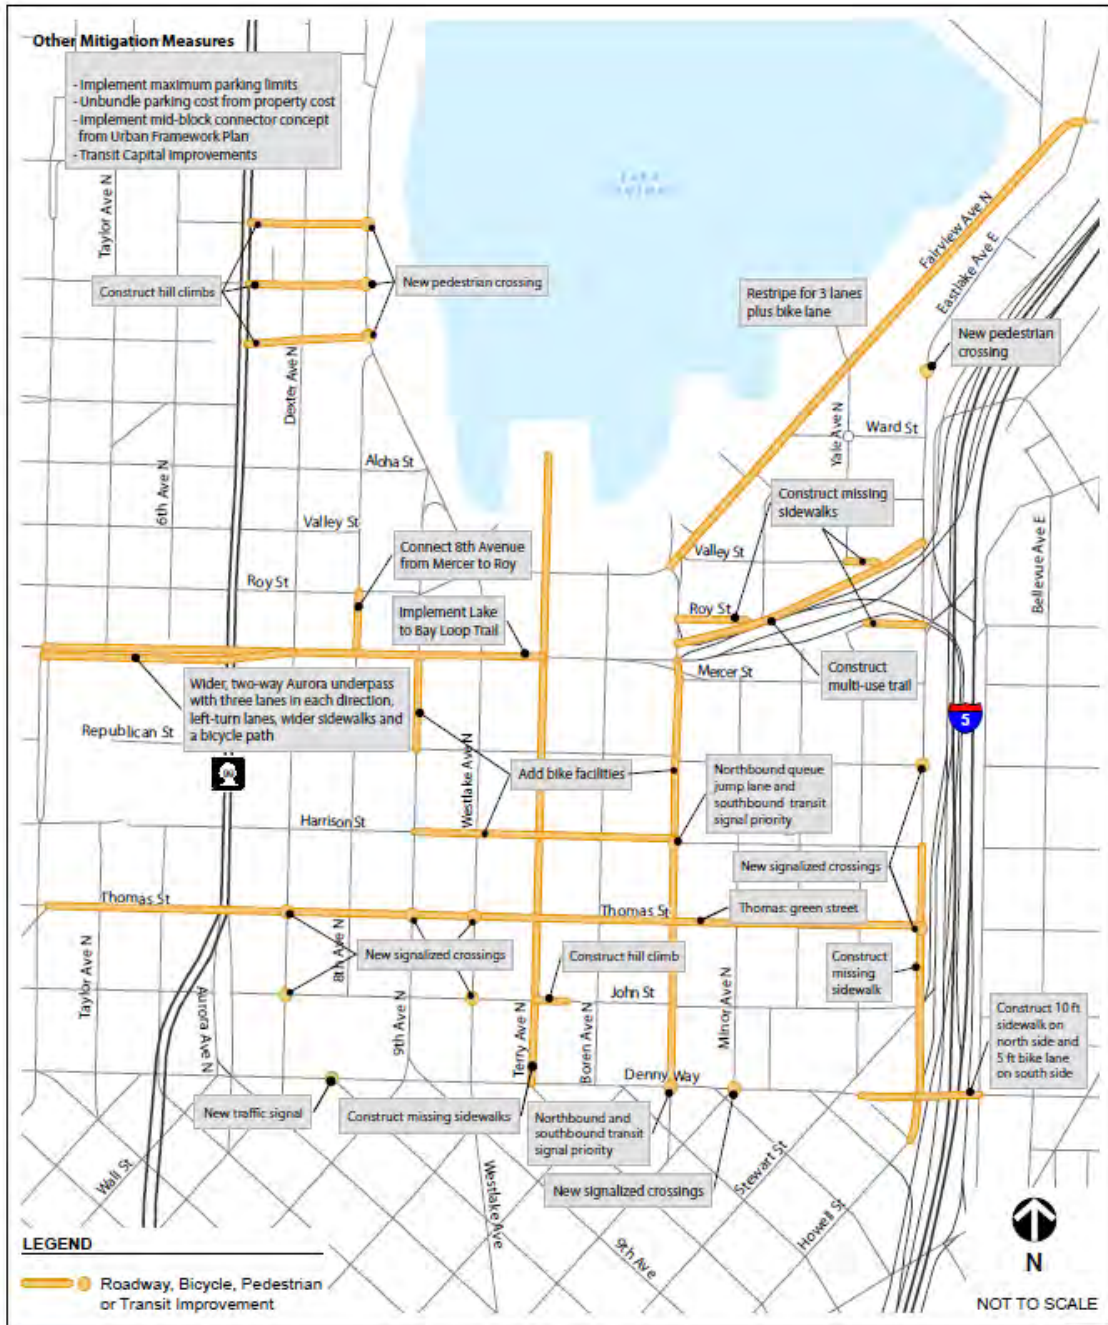 Other Mitigation Measures
- Implement maximum parking limits
- Unbundle parking cost from property cost
- Implement mid-block connector concept
from Urban Framework Plan
- Transit Capital Improvements
Taylor Ave N
Construct hill climbs
New pedestrian crossing
Dexter Ave N
Lake
Fairview Ave N
Eastlake Ave E
Restripe for 3 lanes
plus bike lane
New pedestrian
crossing
Yale Ave N
Ward St
Aloha St
6th Ave N
Valley St
Construct missing
sidewalks
Connect 8th Avenue
from Mercer to Roy
Valley St
Bellevue Ave E
Roy St
Implement Lake
to Bay Loop Trail
Roy St
Mercer St
Construct
multi-use trail
Wider, two-way Aurora underpass
with three lanes in each direction,
left-turn lanes, wider sidewalks and
a bicycle path
Republican St
5
99
Westlake Ave N
Add bike facilities
Northbound queue
jump lane and
southbound transit
signal priority
Harrison St
New signalized crossings
Thomas St
Thomas St
Thomas: green street
New signalized crossings
8th Ave N
Construct hill climb
Construct
missing
sidewalk
Taylor Ave N
Aurora Ave N
9th Ave N
Terry Ave N
Boren Ave N
John St
Minor Ave N
Construct 10 ft
sidewalk on
north side and
5 ft bike lane
on south side
Denny Way
New traffic signal
Construct missing sidewalks
Northbound and
southbound transit
signal priority
New signalized crossings
Wall St
Westlake Ave
9th Ave
Stewart St
Howell St
LEGEND
Roadway, Bicycle, Pedestrian
or Transit Improvement
N
NOT TO SCALE